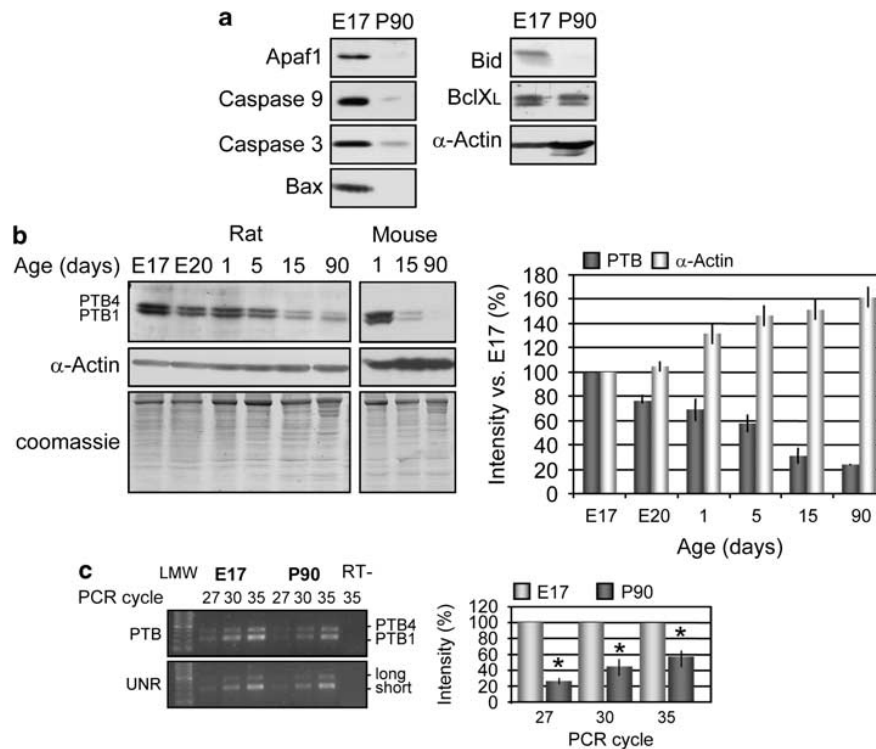 a
E17 P90
Apaf1
Caspase 9
Caspase 3
Bax
E17 P90
Bid
BclXL
α-Actin
b
Rat
Mouse
Age (days) E17 E20 1 5 15 90
1 15 90
PTB4
PTB1
α-Actin
coomassie
PTB α-Actin
Intensity vs. E17 (%)
180
160
140
120
100
80
60
40
20
0
E17 E20 1 5 15 90
Age (days)
c
LMW E17 P90 RT-
PCR cycle 27 30 35 27 30 35 35
PTB
PTB4
PTB1
UNR
long
short
E17 P90
Intensity (%)
120
100
80
60
40
20
0
* * *
27 30 35
PCR cycle